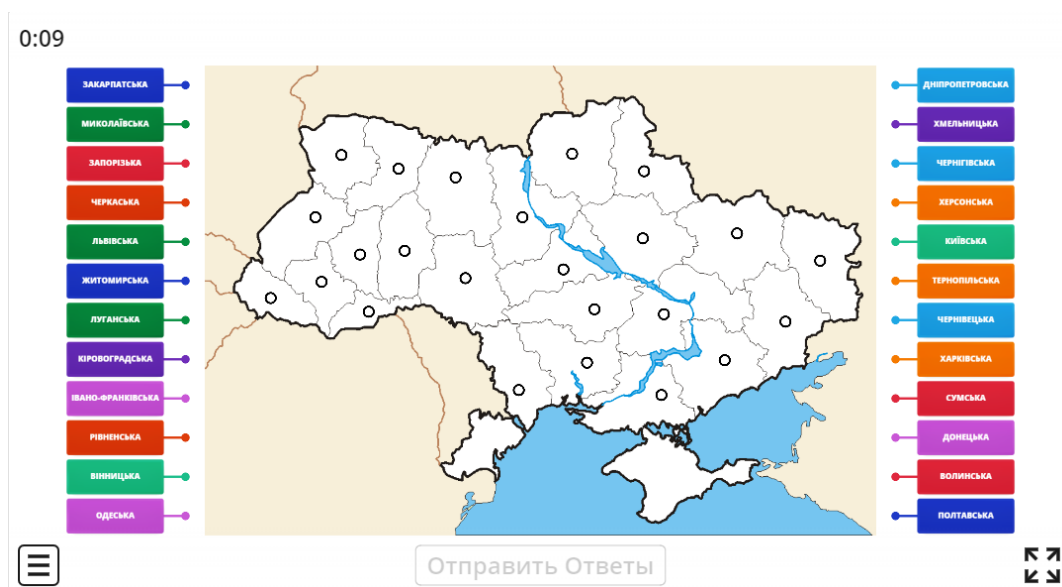 0:09
ЗАКАРПАТСЬКА
МИКОЛАЇВСЬКА
ЗАПОРІЗЬКА
ЧЕРКАСЬКА
ЛЬВІВСЬКА
ЖИТОМИРСЬКА
ЛУГАНСЬКА
КІРОВОГРАДСЬКА
ІВАНО-ФРАНКІВСЬКА
РІВНЕНСЬКА
ВІННИЦЬКА
ОДЕСЬКА
ДНІПРОПЕТРОВСЬКА
ХМЕЛЬНИЦЬКА
ЧЕРНІГІВСЬКА
ХЕРСОНСЬКА
КИЇВСЬКА
ТЕРНОПІЛЬСЬКА
ЧЕРНІВЕЦЬКА
ХАРКІВСЬКА
СУМСЬКА
ДОНЕЦЬКА
ВОЛИНСЬКА
ПОЛТАВСЬКА
Отправить Ответы